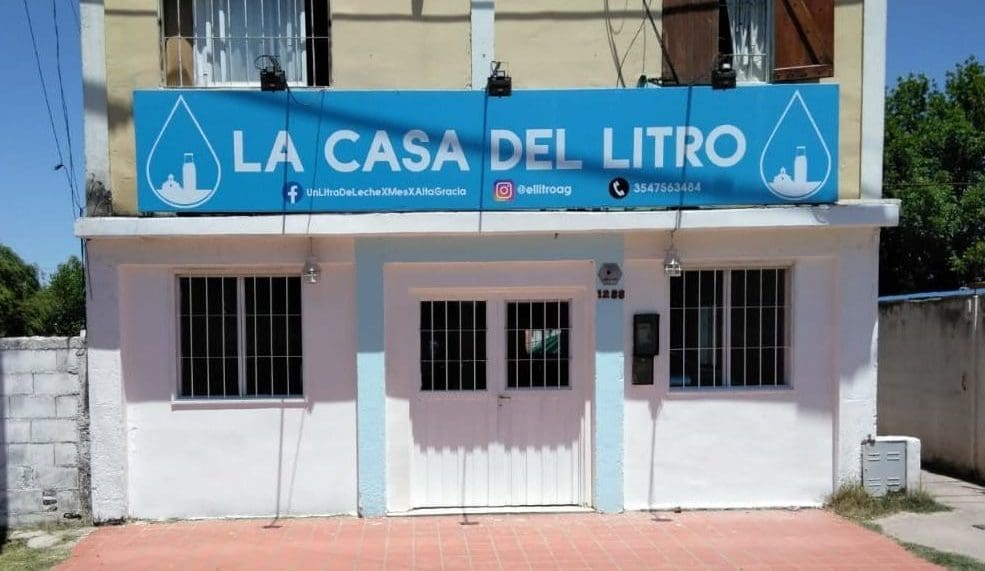 LA CASA DEL LITRO
UnLitroDeLecheXMesXAltaGracia @ellitroag 3547563484
1288